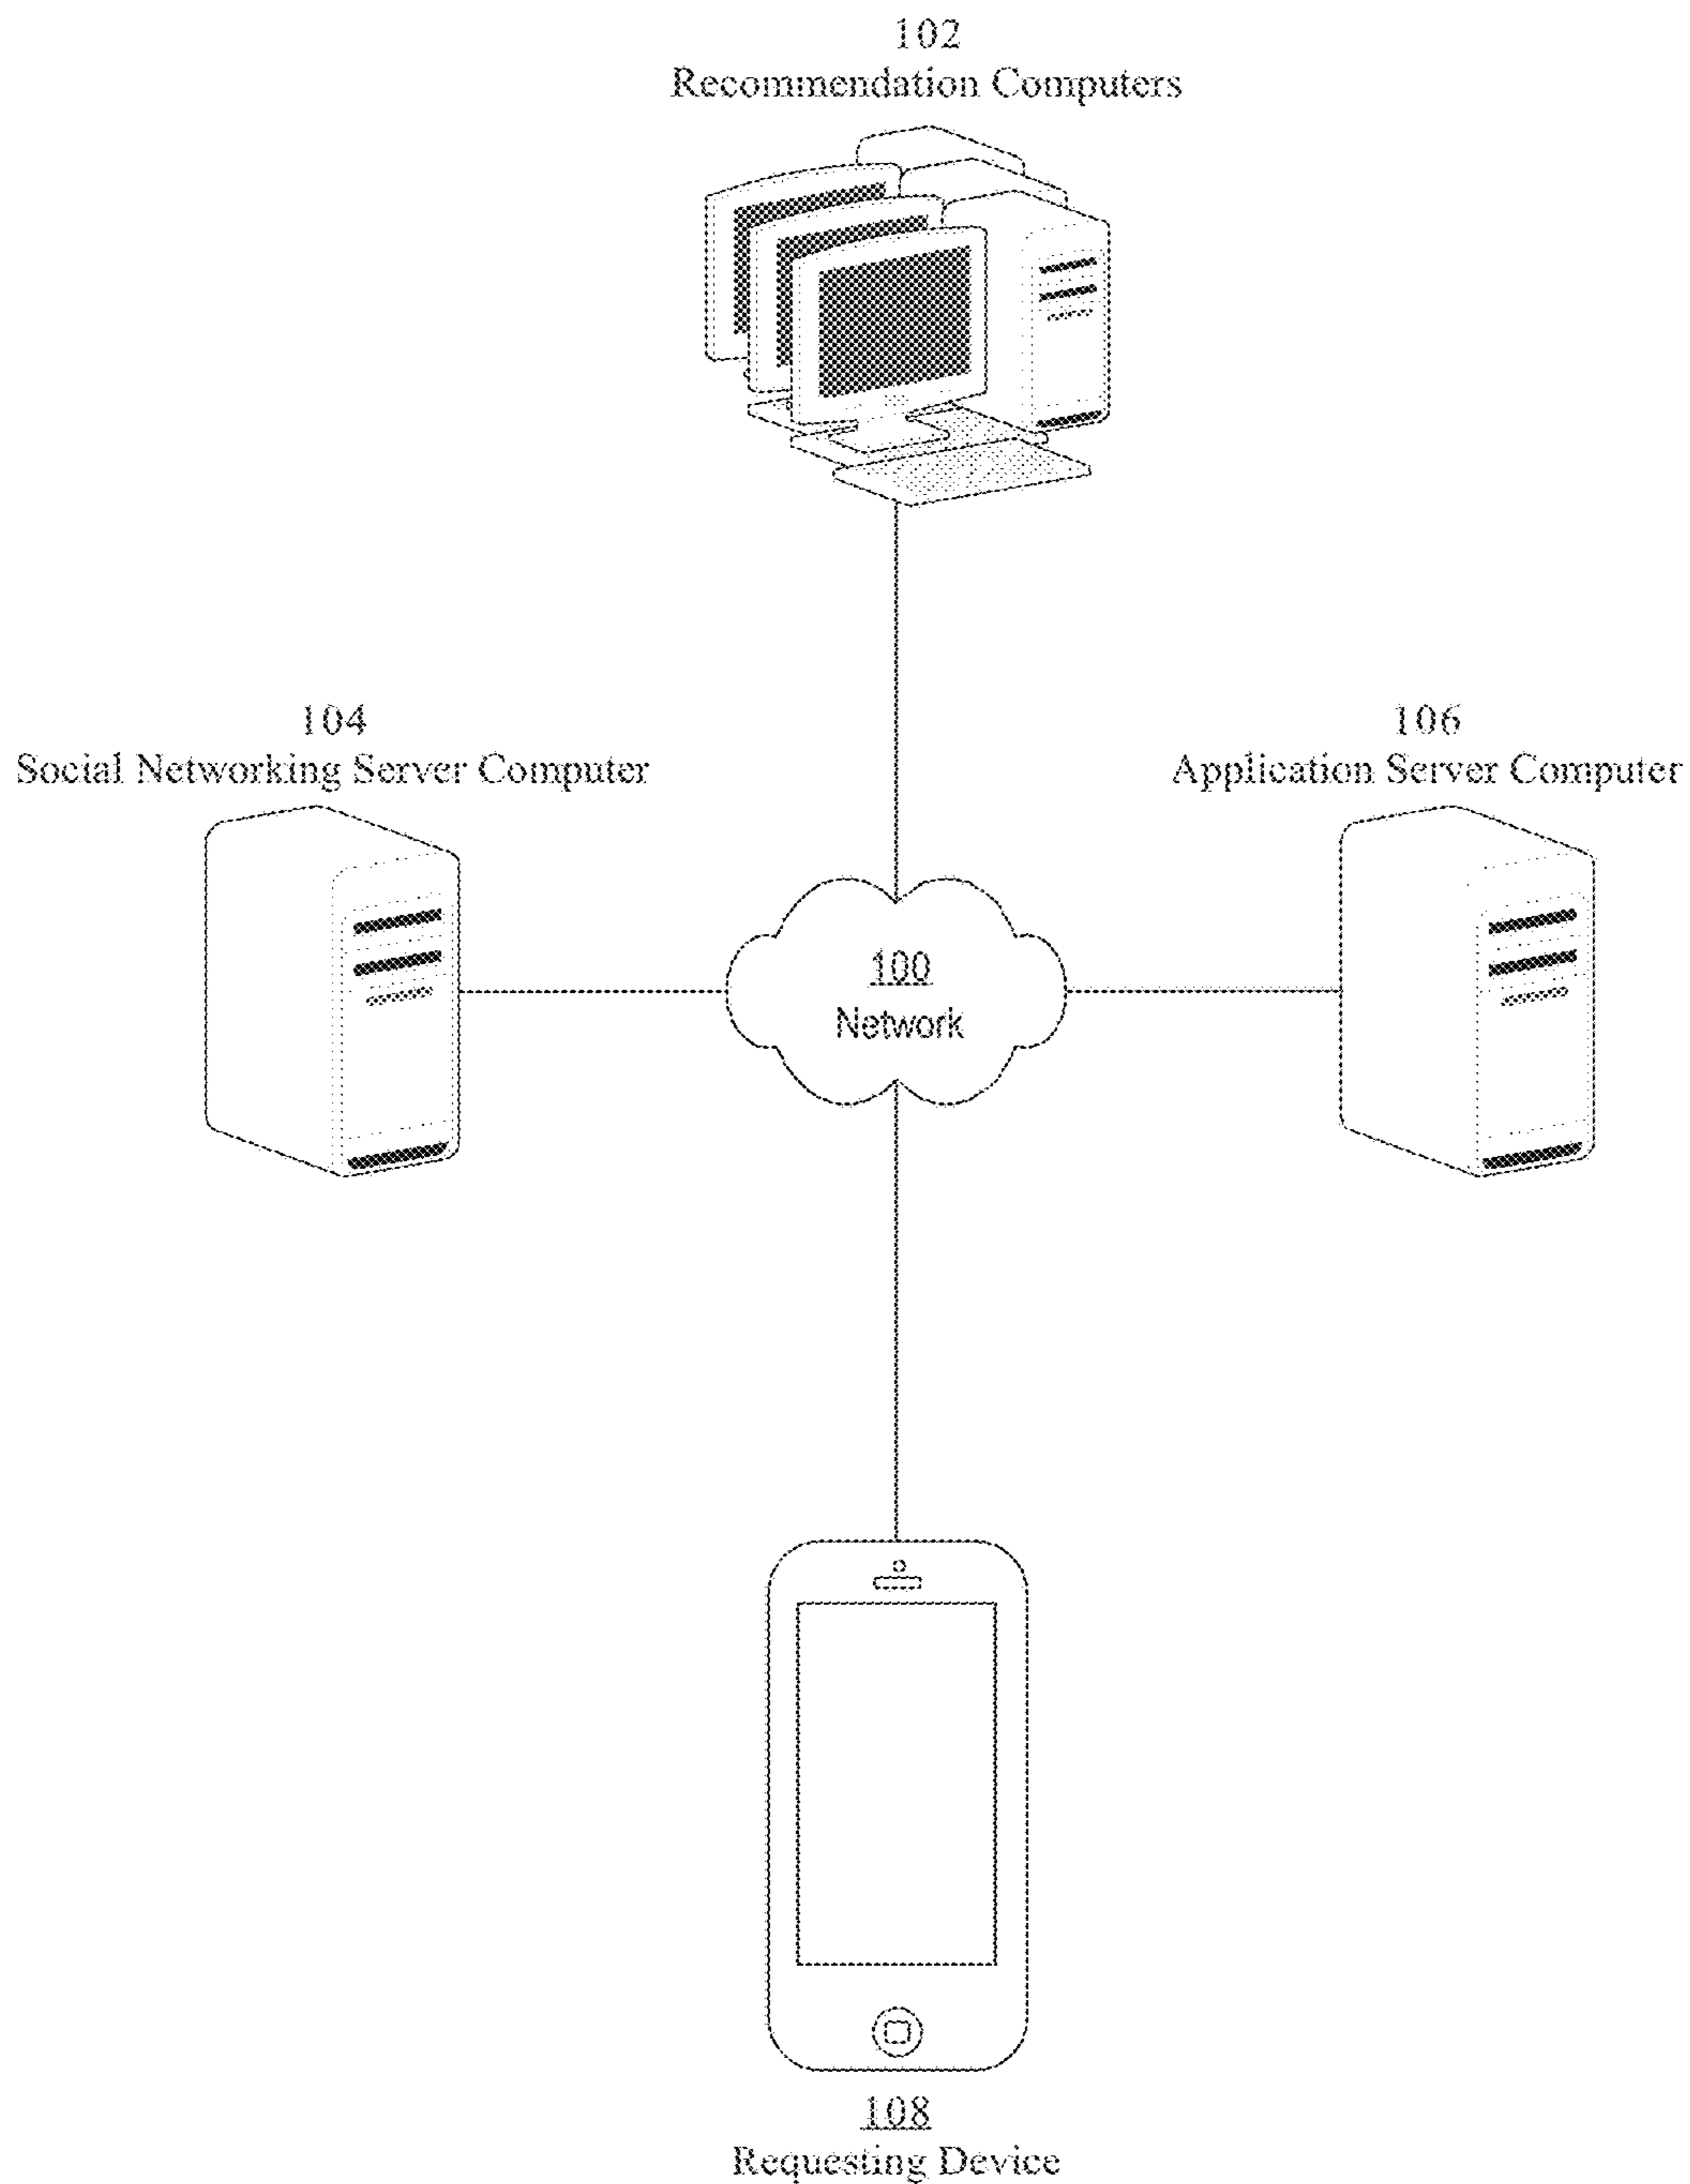 102
Recommendation Computers
104
Social Networking Server Computer
106
Application Server Computer
100
Network
108
Requesting Device